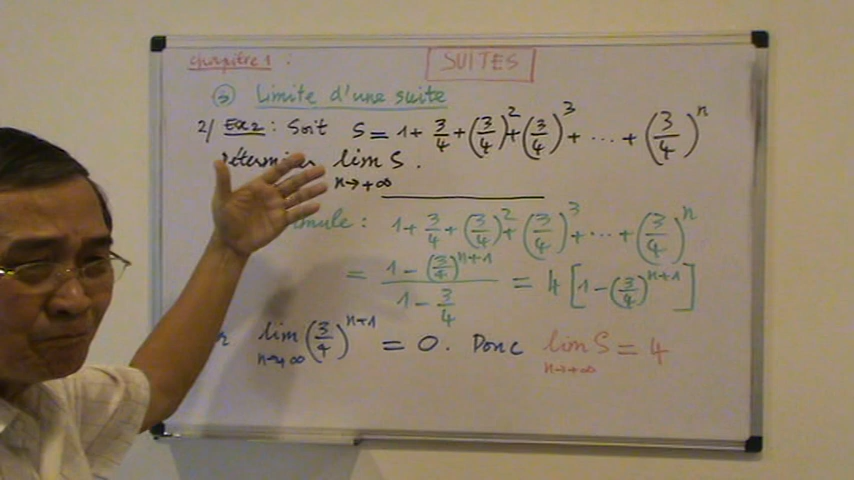 chapitre 1 : SUITES
③ Limite d'une suite
2/ Ex2 : Soit S = 1 + 3/4 + (3/4)² + (3/4)³ + ... + (3/4)ⁿ
Déterminer lim S .
n→+∞
mule : 1 + 3/4 + (3/4)² + (3/4)³ + ... + (3/4)ⁿ
= (1 - (3/4)ⁿ⁺¹) / (1 - 3/4) = 4 [1 - (3/4)ⁿ⁺¹]
lim (3/4)ⁿ⁺¹ = 0 . Donc lim S = 4
n→+∞ n→+∞